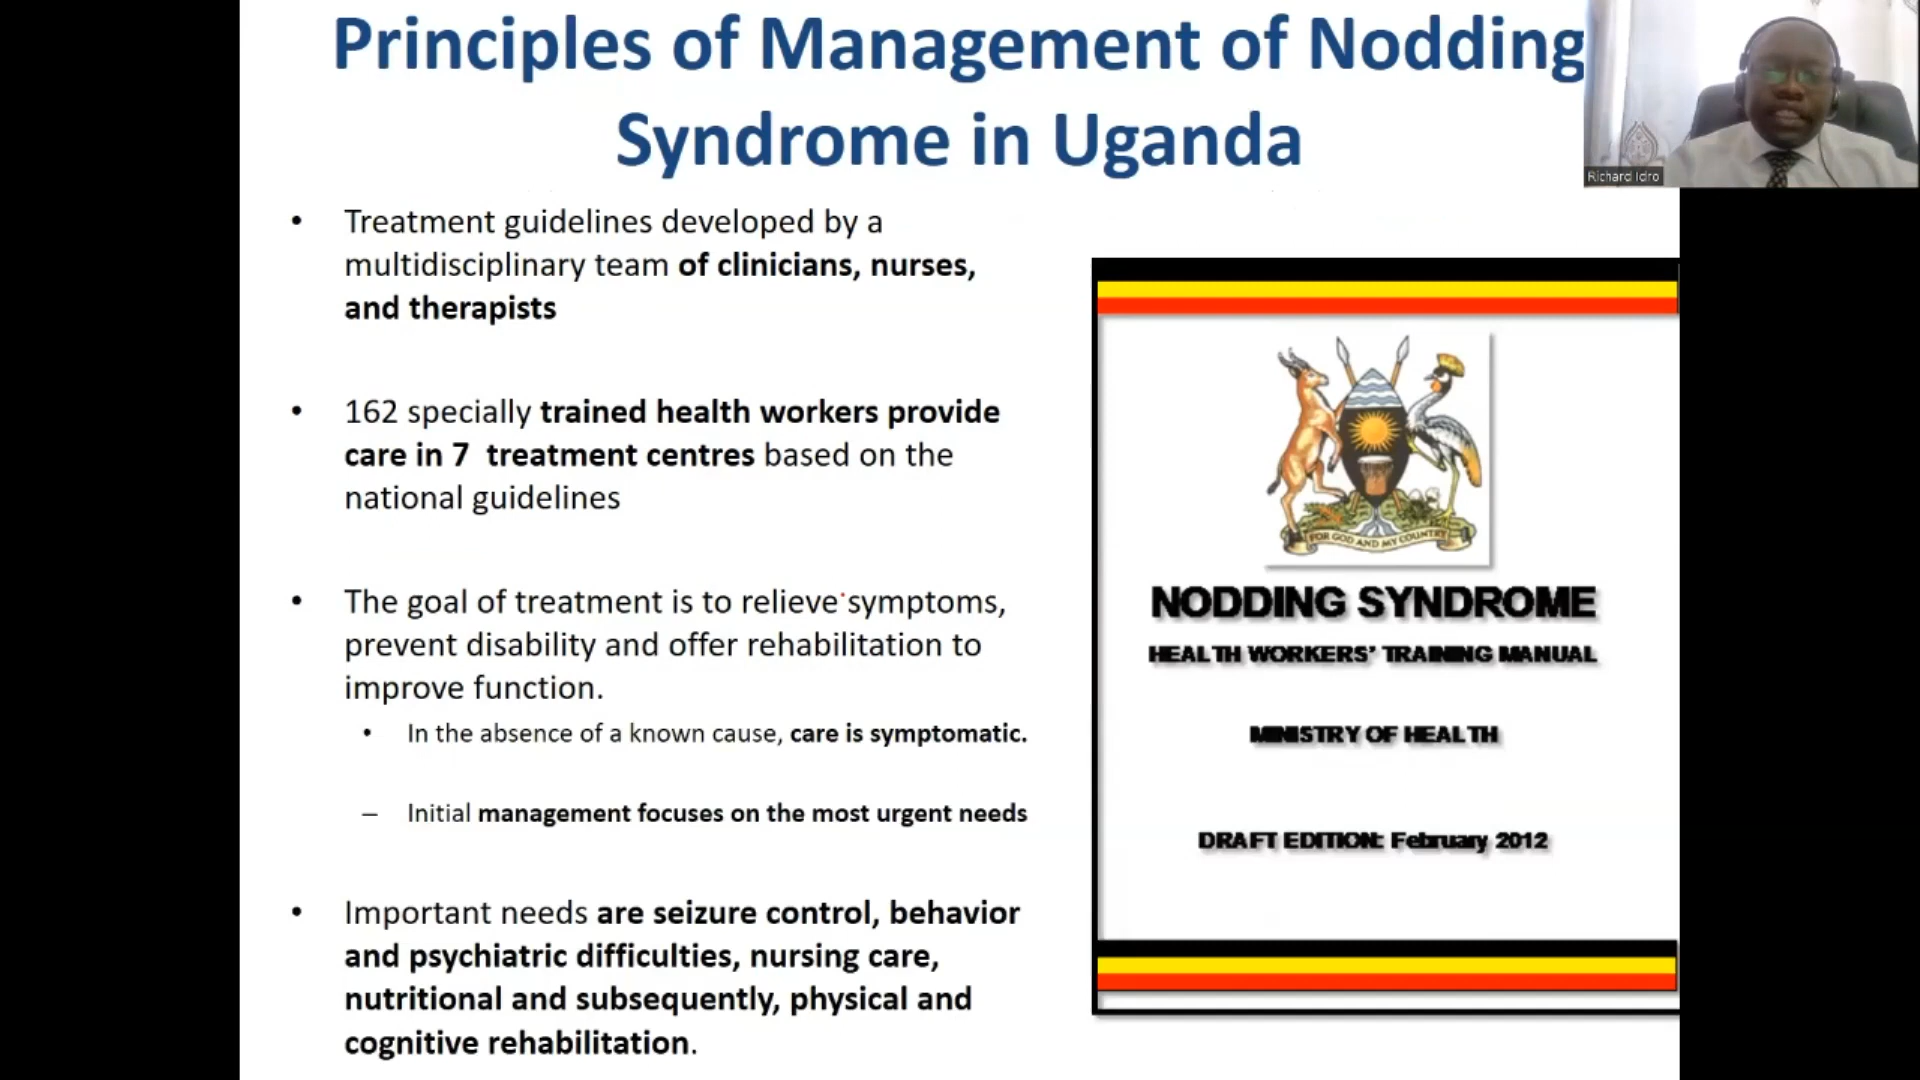 Principles of Management of Nodding
Syndrome in Uganda
Richard Idro
• Treatment guidelines developed by a
multidisciplinary team of clinicians, nurses,
and therapists
• 162 specially trained health workers provide
care in 7 treatment centres based on the
national guidelines
• The goal of treatment is to relieve symptoms,
prevent disability and offer rehabilitation to
improve function.
• In the absence of a known cause, care is symptomatic.
– Initial management focuses on the most urgent needs
• Important needs are seizure control, behavior
and psychiatric difficulties, nursing care,
nutritional and subsequently, physical and
cognitive rehabilitation.
FOR GOD AND MY COUNTRY
NODDING SYNDROME
HEALTH WORKERS’ TRAINING MANUAL
MINISTRY OF HEALTH
DRAFT EDITION: February 2012